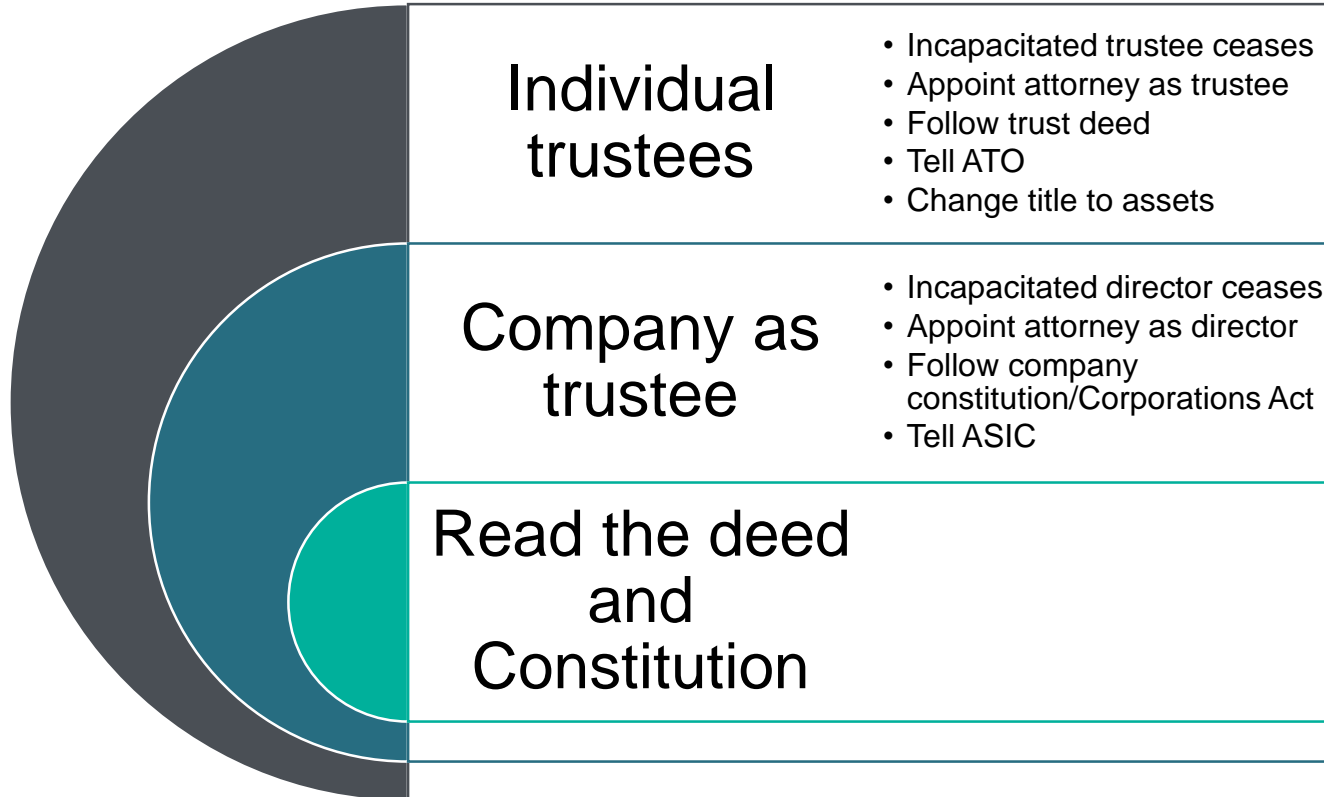 Individual
trustees
• Incapacitated trustee ceases
• Appoint attorney as trustee
• Follow trust deed
• Tell ATO
• Change title to assets
Company as
trustee
• Incapacitated director ceases
• Appoint attorney as director
• Follow company
constitution/Corporations Act
• Tell ASIC
Read the deed
and
Constitution